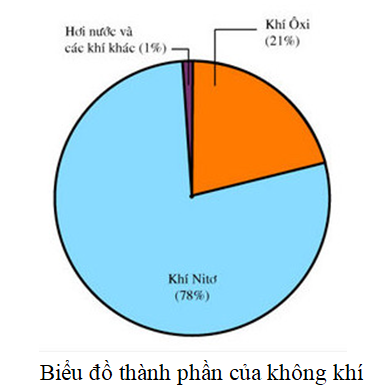 Hơi nước và
các khí khác (1%)
Khí Ôxi
(21%)
Khí Nitơ
(78%)
Biểu đồ thành phần của không khí